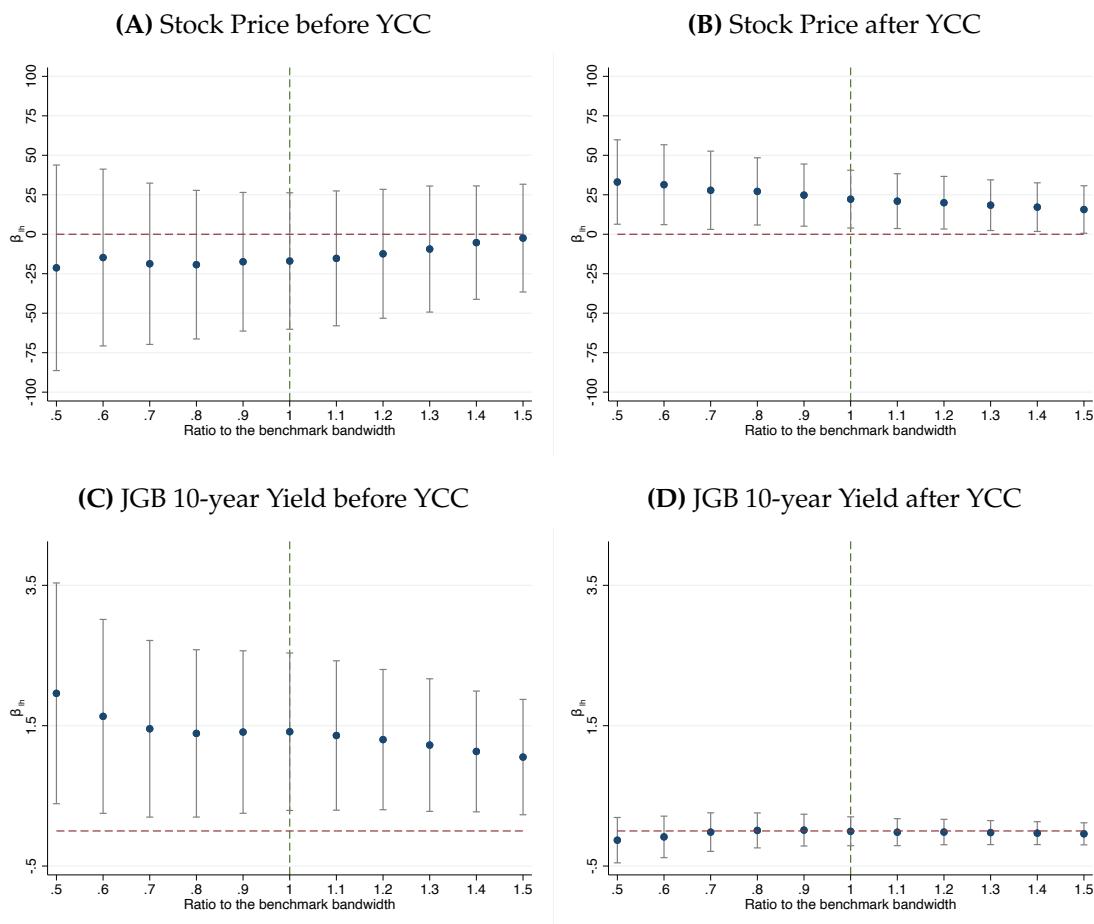 (A) Stock Price before YCC
100
75
50
25
0
-25
-50
-75
-100
β_lh
.5 .6 .7 .8 .9 1 1.1 1.2 1.3 1.4 1.5
Ratio to the benchmark bandwidth
(B) Stock Price after YCC
100
75
50
25
0
-25
-50
-75
-100
β_lh
.5 .6 .7 .8 .9 1 1.1 1.2 1.3 1.4 1.5
Ratio to the benchmark bandwidth
(C) JGB 10-year Yield before YCC
3.5
1.5
-.5
β_lh
.5 .6 .7 .8 .9 1 1.1 1.2 1.3 1.4 1.5
Ratio to the benchmark bandwidth
(D) JGB 10-year Yield after YCC
3.5
1.5
-.5
β_lh
.5 .6 .7 .8 .9 1 1.1 1.2 1.3 1.4 1.5
Ratio to the benchmark bandwidth